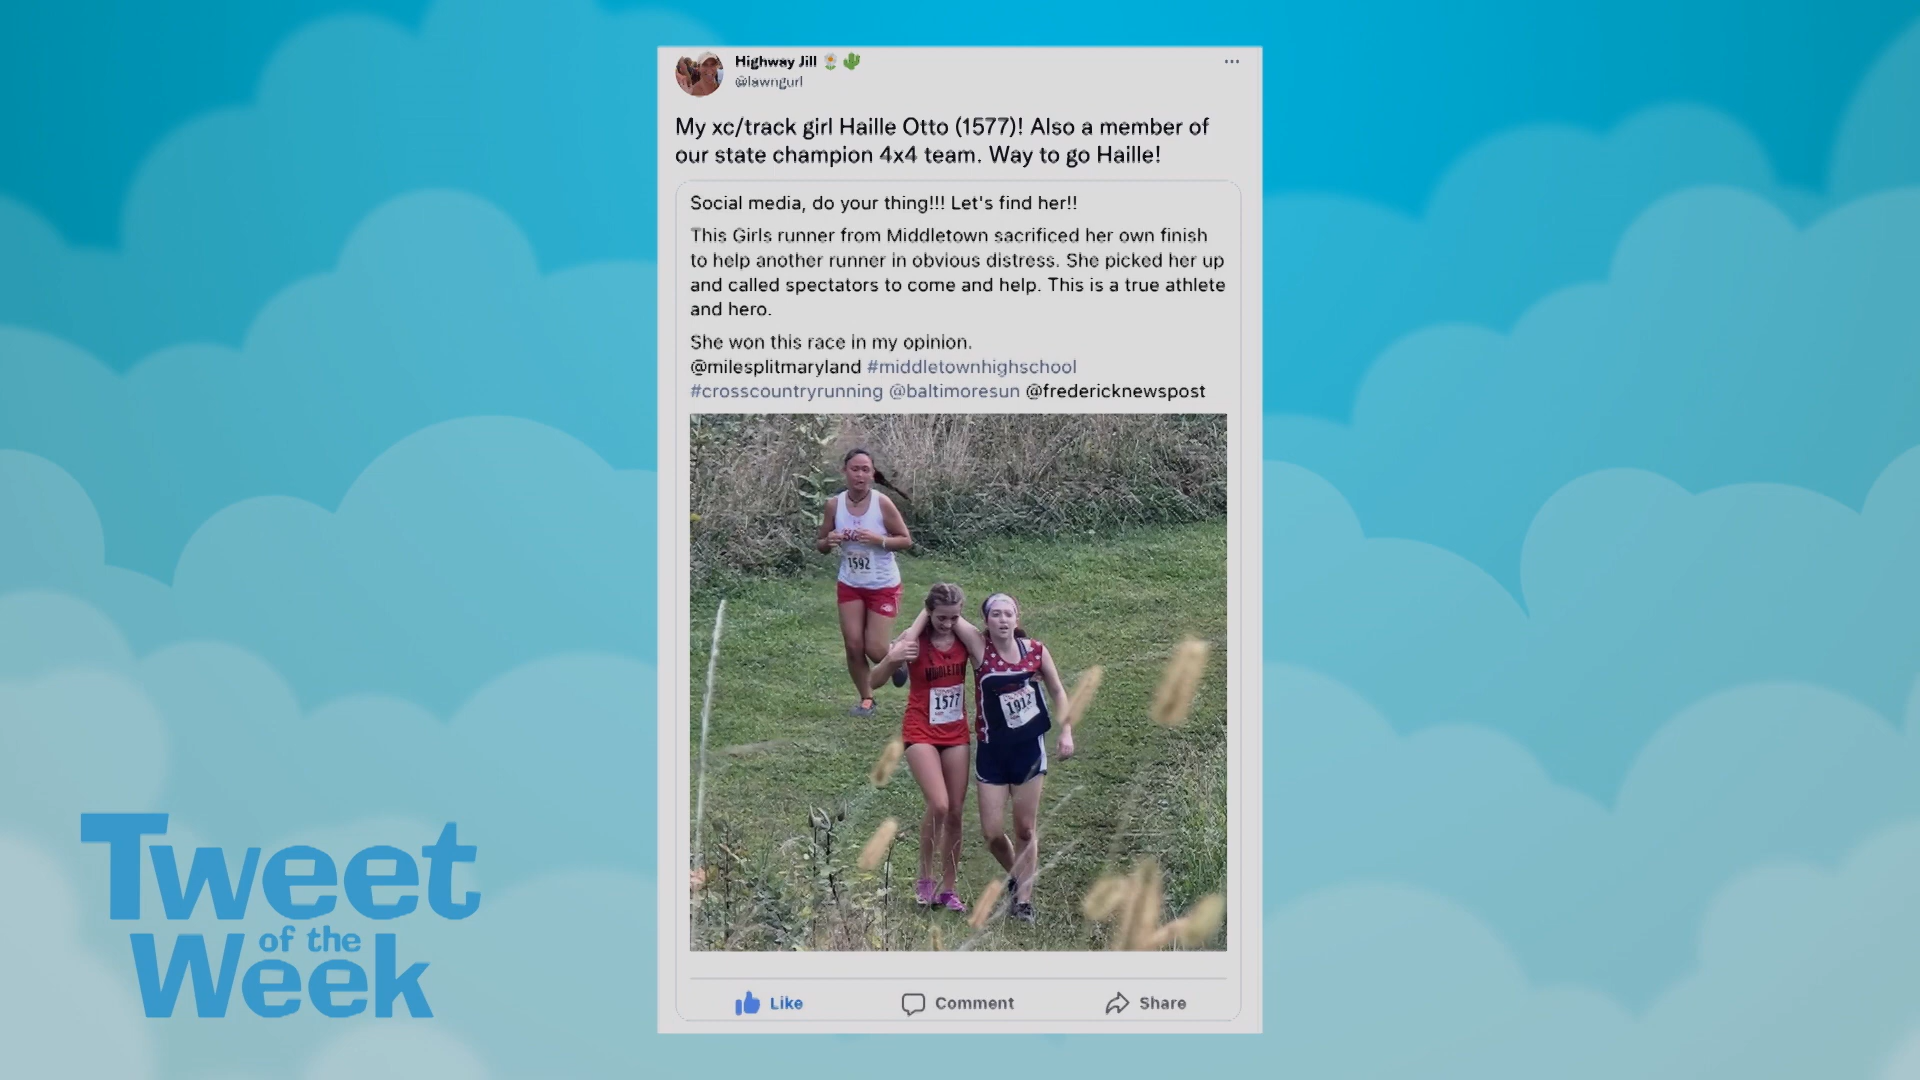 Highway Jill
@lawngurl
My xc/track girl Haille Otto (1577)! Also a member of
our state champion 4x4 team. Way to go Haille!
Social media, do your thing!!! Let's find her!!
This Girls runner from Middletown sacrificed her own finish
to help another runner in obvious distress. She picked her up
and called spectators to come and help. This is a true athlete
and hero.
She won this race in my opinion.
@milesplitmaryland #middletownhighschool
#crosscountryrunning @baltimoresun @fredericknewspost
1592
MIDDLETOW
1577
1912
Like
Comment
Share
Tweet
of the
Week